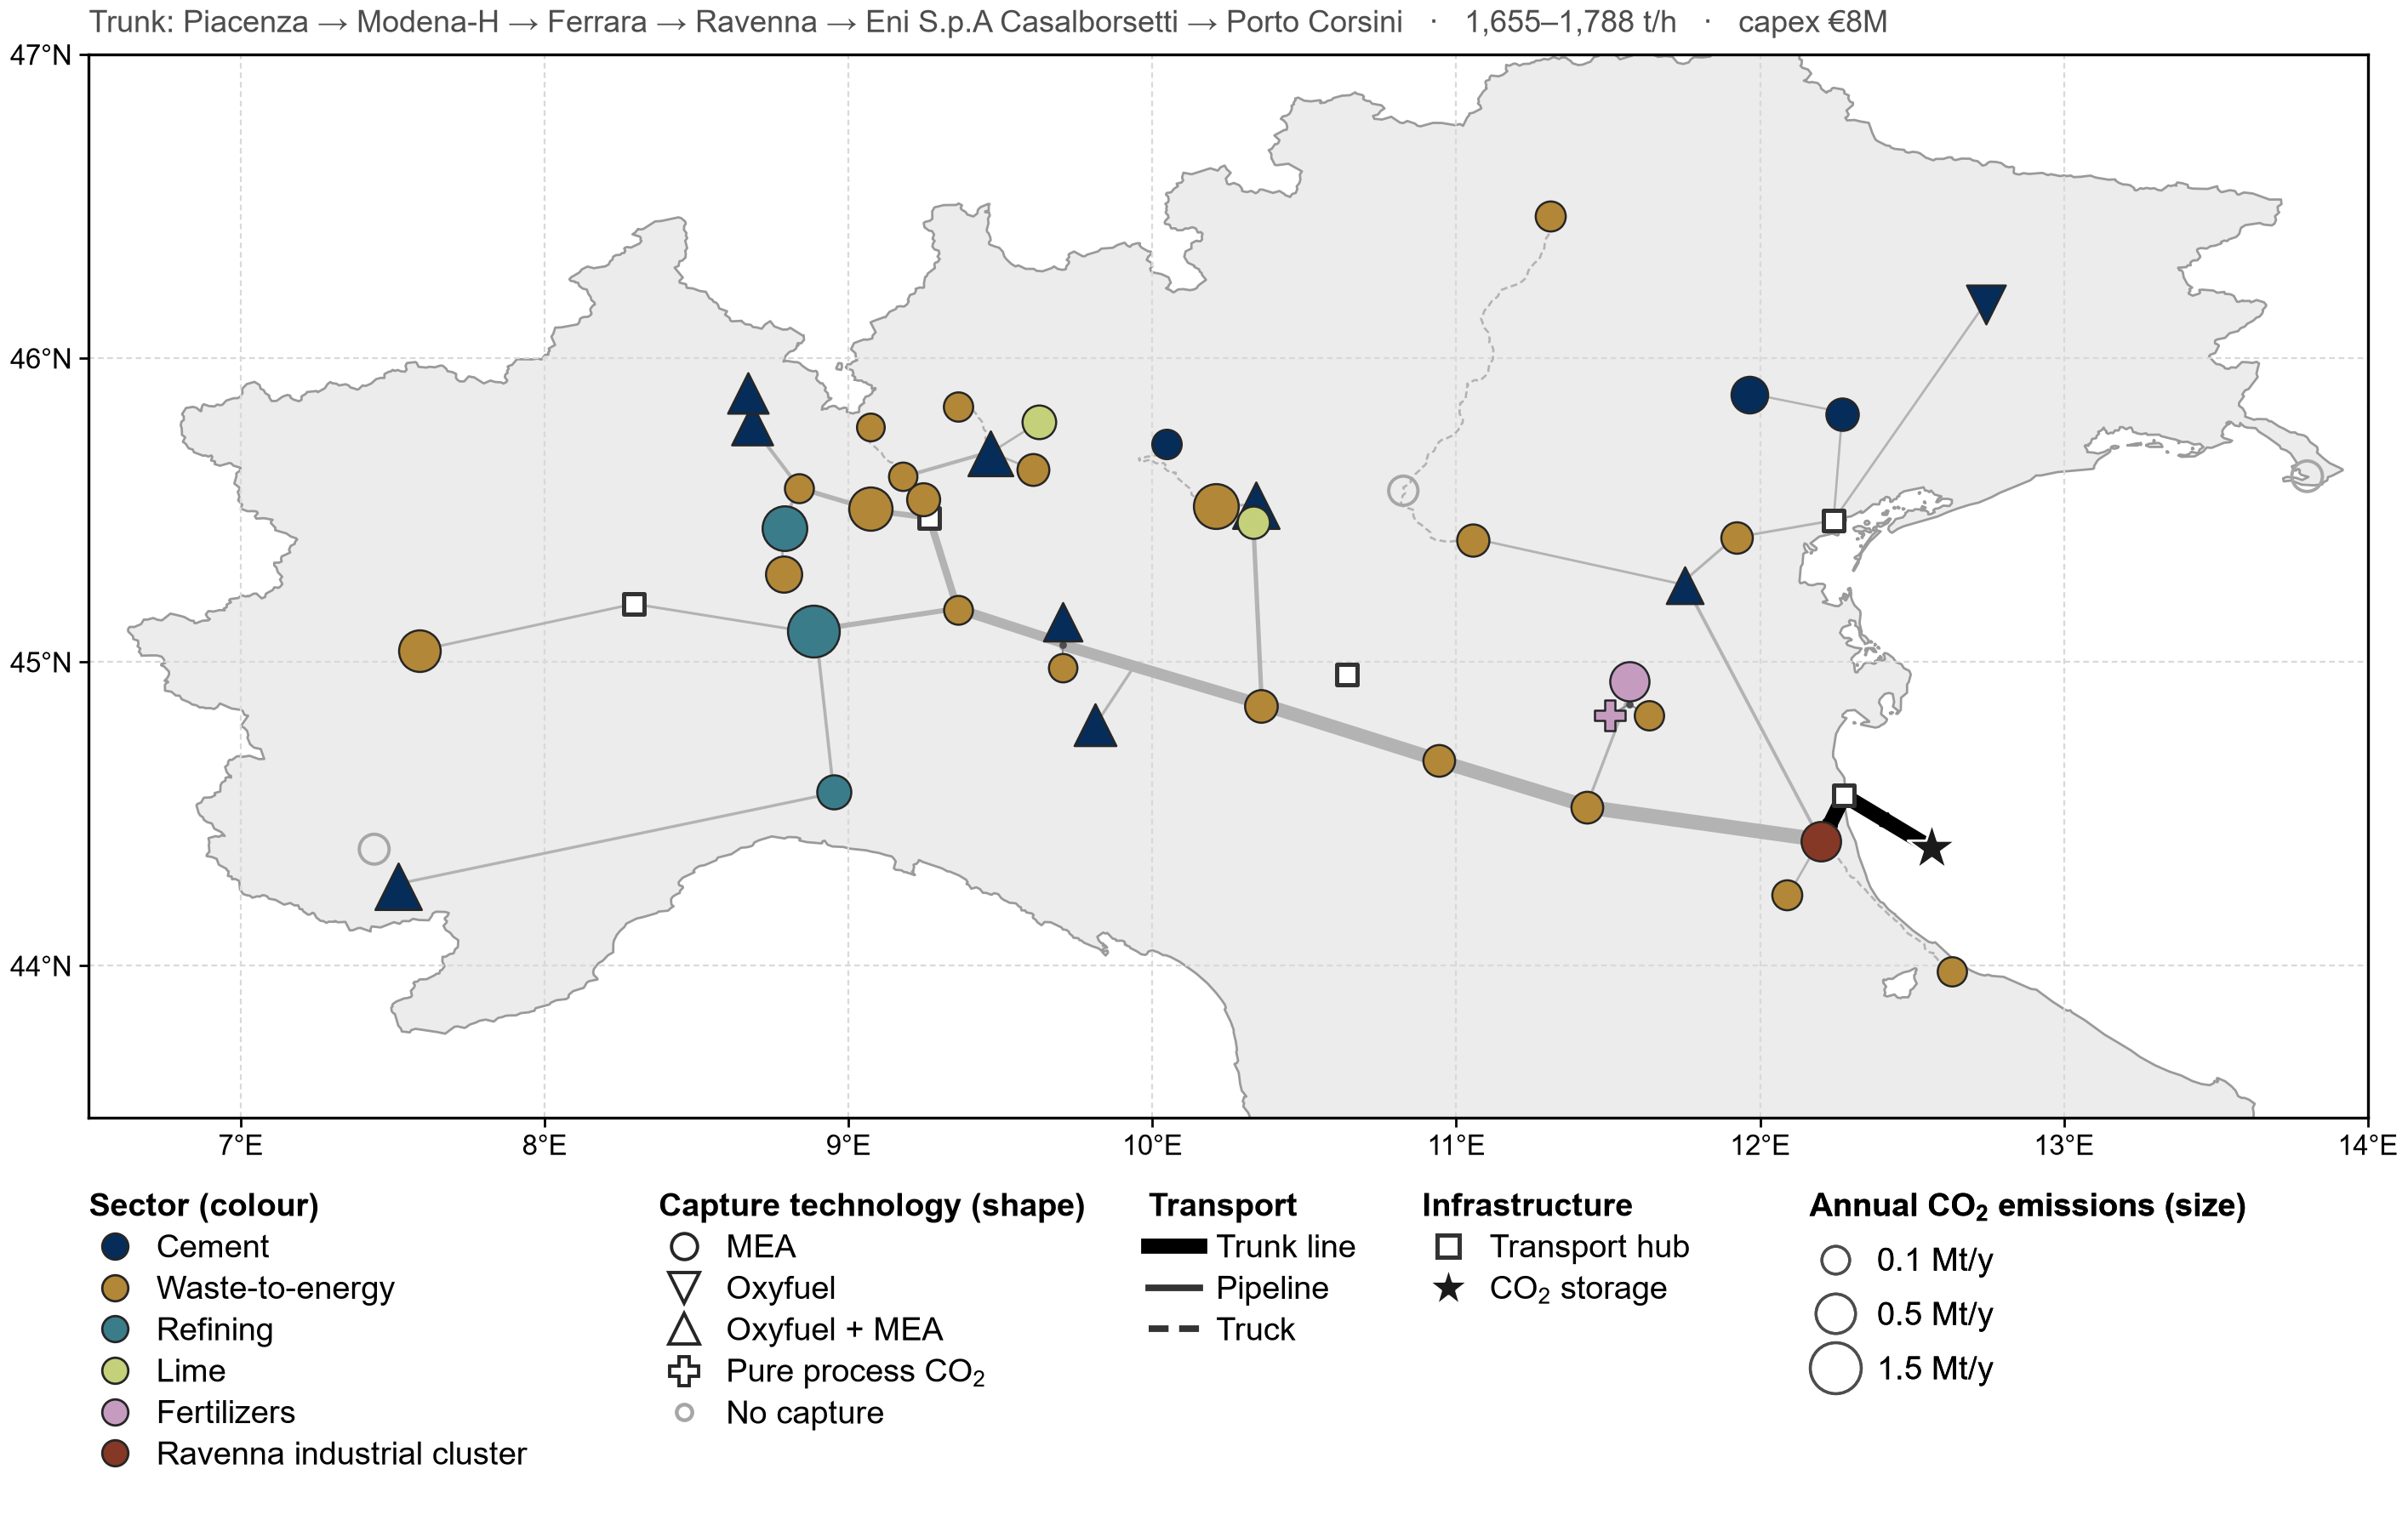 Trunk: Piacenza → Modena-H → Ferrara → Ravenna → Eni S.p.A Casalborsetti → Porto Corsini · 1,655–1,788 t/h · capex €8M
47°N
46°N
45°N
44°N
7°E 8°E 9°E 10°E 11°E 12°E 13°E 14°E
Sector (colour)
Cement
Waste-to-energy
Refining
Lime
Fertilizers
Ravenna industrial cluster
Capture technology (shape)
MEA
Oxyfuel
Oxyfuel + MEA
Pure process CO₂
No capture
Transport
Trunk line
Pipeline
Truck
Infrastructure
Transport hub
CO₂ storage
Annual CO₂ emissions (size)
0.1 Mt/y
0.5 Mt/y
1.5 Mt/y